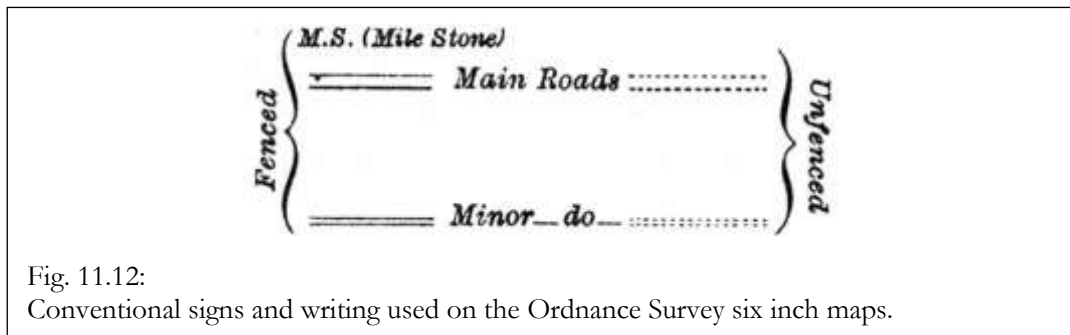 M.S. (Mile Stone)
Fenced
Main Roads
Unfenced
Minor do
Fig. 11.12:
Conventional signs and writing used on the Ordnance Survey six inch maps.